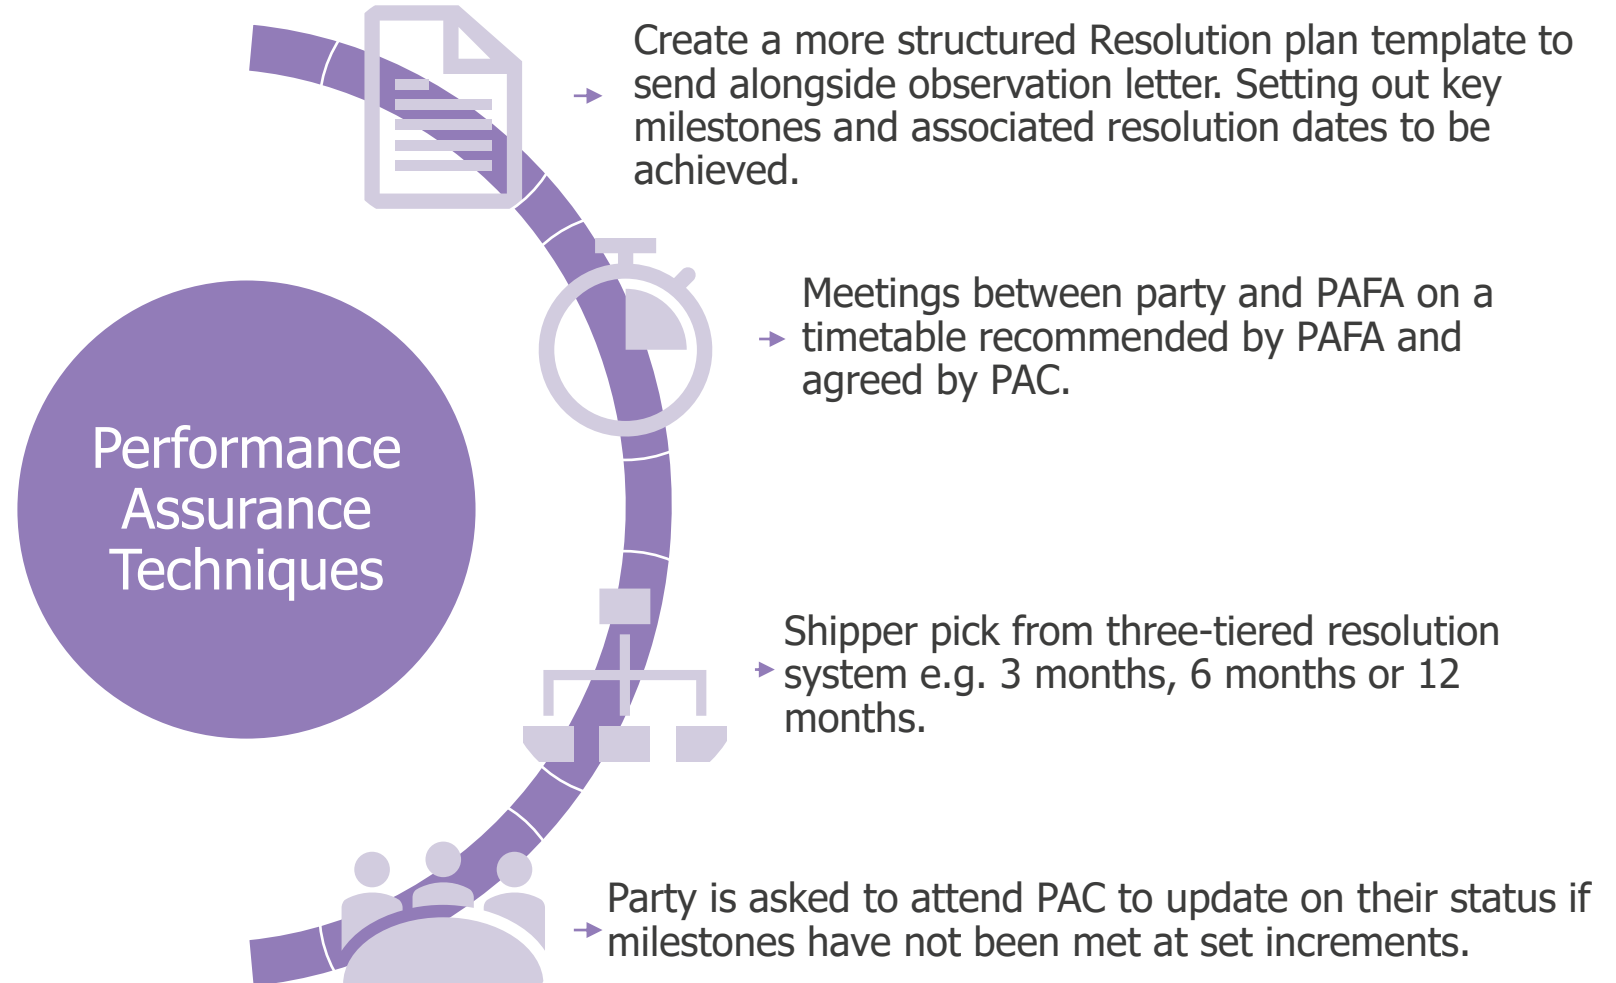 Create a more structured Resolution plan template to
send alongside observation letter. Setting out key
milestones and associated resolution dates to be
achieved.
Meetings between party and PAFA on a
timetable recommended by PAFA and
agreed by PAC.
Performance
Assurance
Techniques
Shipper pick from three-tiered resolution
system e.g. 3 months, 6 months or 12
months.
Party is asked to attend PAC to update on their status if
milestones have not been met at set increments.